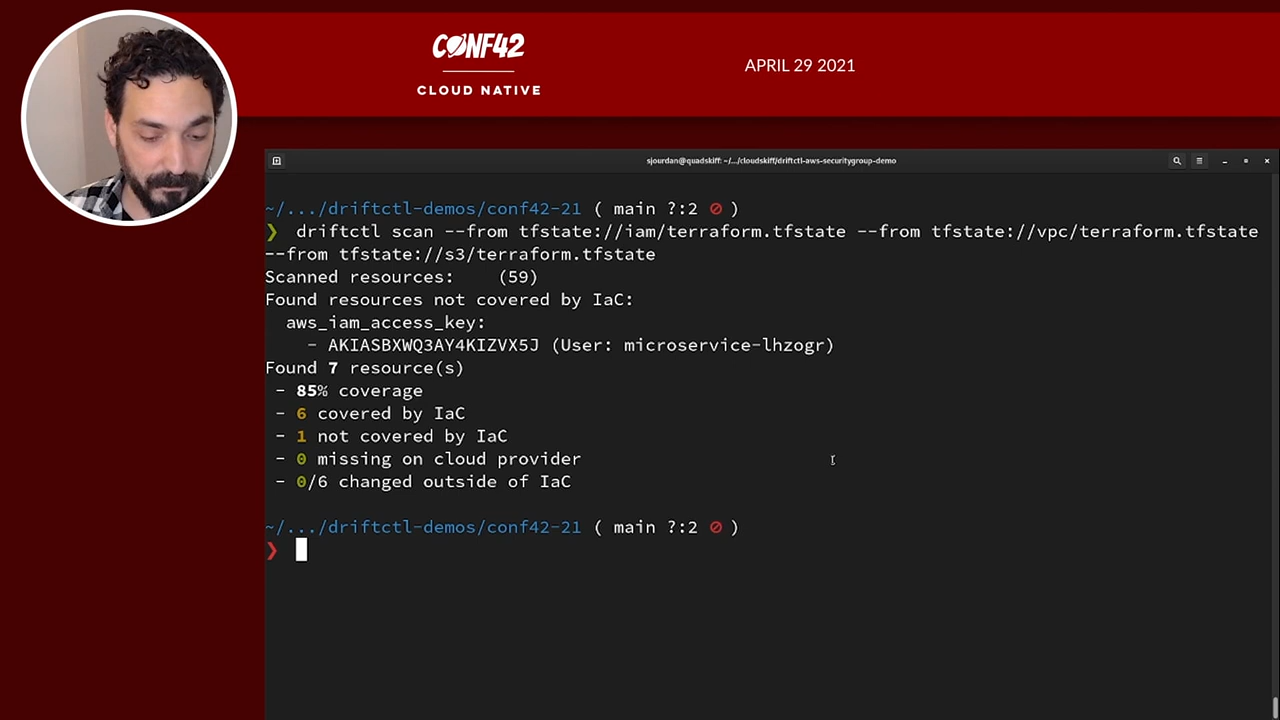 CONF42
CLOUD NATIVE
APRIL 29 2021
sjourdan@quadskiff: ~/.../cloudskiff/driftctl-aws-securitygroup-demo
~/.../driftctl-demos/conf42-21 ( main ?:2 )
❯ driftctl scan --from tfstate://iam/terraform.tfstate --from tfstate://vpc/terraform.tfstate
--from tfstate://s3/terraform.tfstate
Scanned resources: (59)
Found resources not covered by IaC:
aws_iam_access_key:
- AKIASBXWQ3AY4KIZVX5J (User: microservice-lhzogr)
Found 7 resource(s)
- 85% coverage
- 6 covered by IaC
- 1 not covered by IaC
- 0 missing on cloud provider
- 0/6 changed outside of IaC
~/.../driftctl-demos/conf42-21 ( main ?:2 )
❯